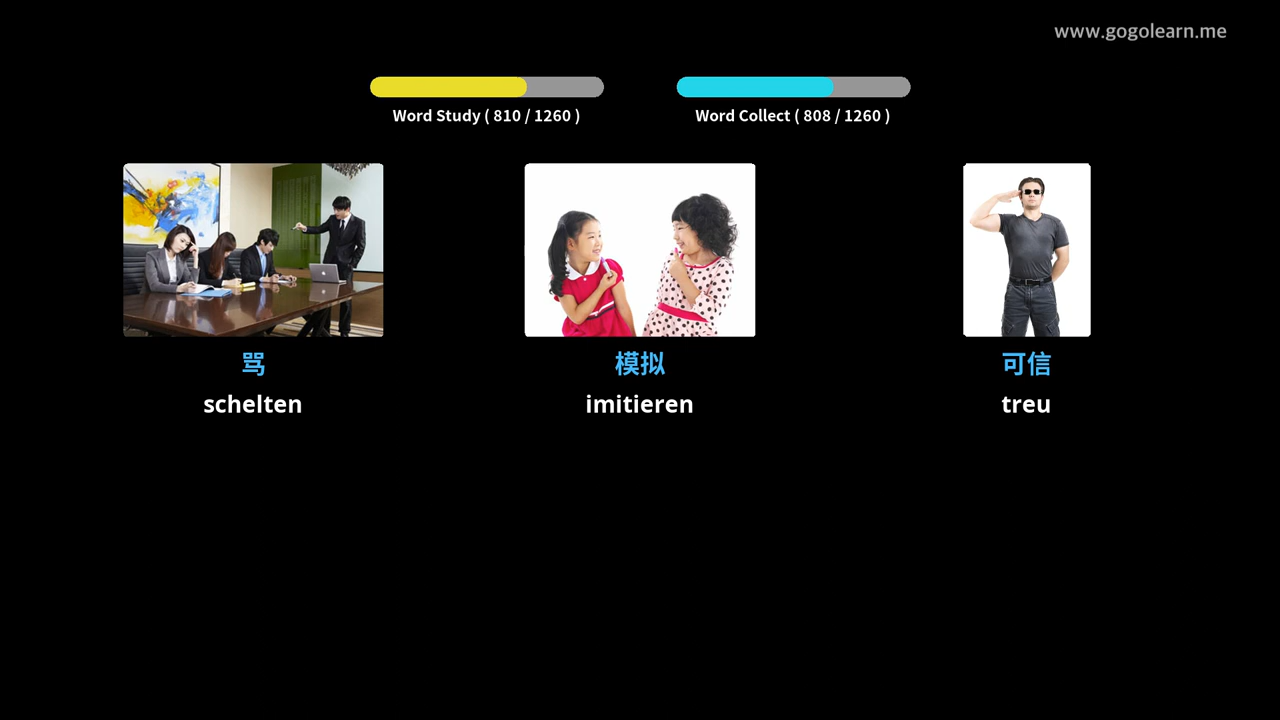 www.gogolearn.me
Word Study ( 810 / 1260 )
Word Collect ( 808 / 1260 )
骂
模拟
可信
schelten
imitieren
treu